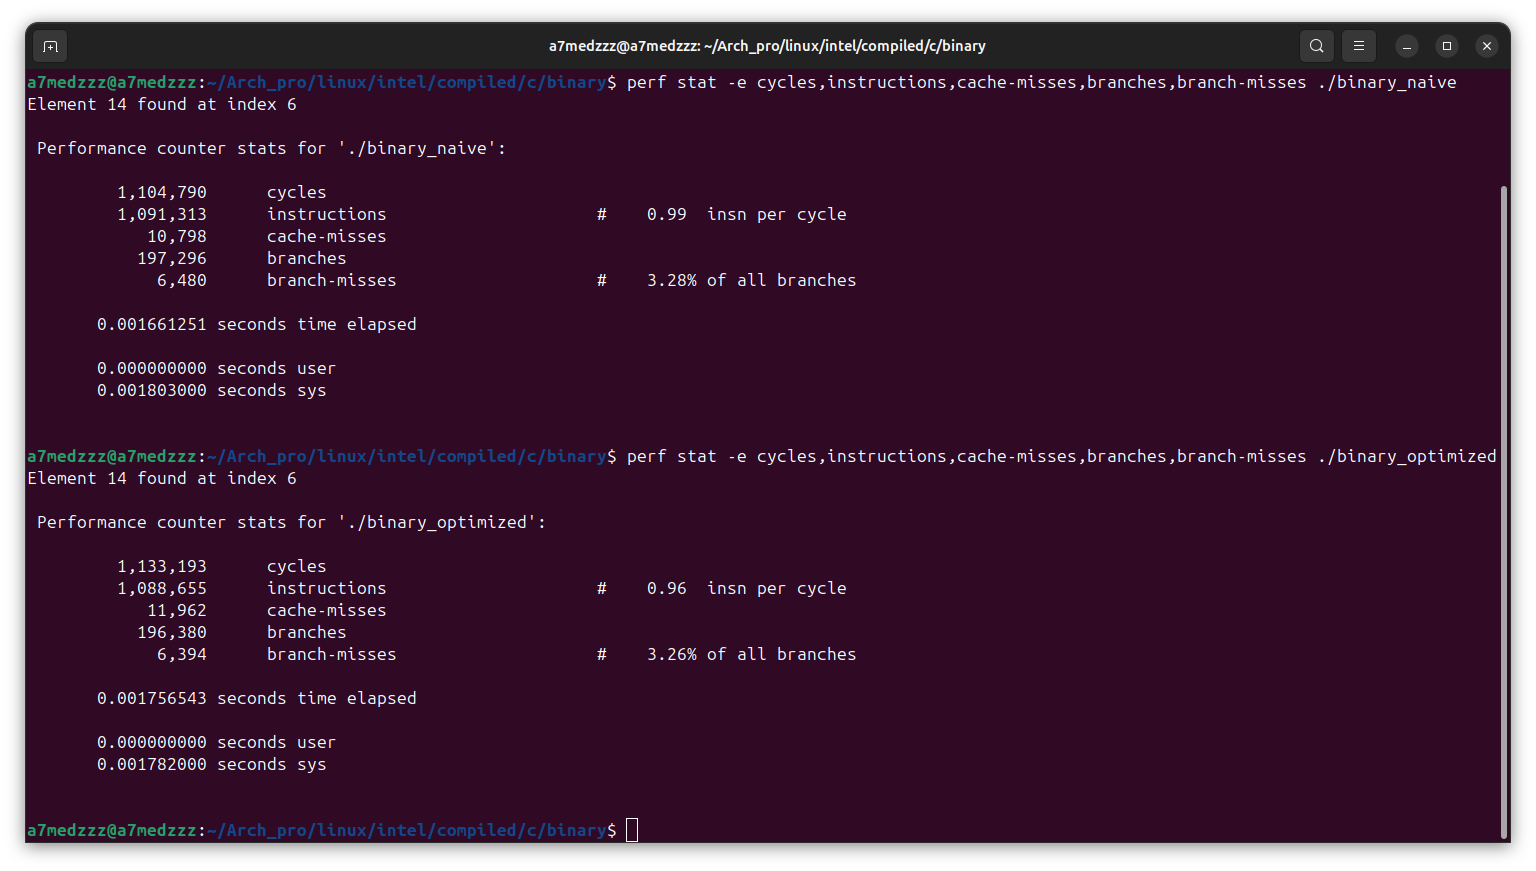 a7medzzz@a7medzzz: ~/Arch_pro/linux/intel/compiled/c/binary
a7medzzz@a7medzzz:~/Arch_pro/linux/intel/compiled/c/binary$ perf stat -e cycles,instructions,cache-misses,branches,branch-misses ./binary_naive
Element 14 found at index 6
Performance counter stats for './binary_naive':
1,104,790 cycles
1,091,313 instructions # 0.99 insn per cycle
10,798 cache-misses
197,296 branches
6,480 branch-misses # 3.28% of all branches
0.001661251 seconds time elapsed
0.000000000 seconds user
0.001803000 seconds sys
a7medzzz@a7medzzz:~/Arch_pro/linux/intel/compiled/c/binary$ perf stat -e cycles,instructions,cache-misses,branches,branch-misses ./binary_optimized
Element 14 found at index 6
Performance counter stats for './binary_optimized':
1,133,193 cycles
1,088,655 instructions # 0.96 insn per cycle
11,962 cache-misses
196,380 branches
6,394 branch-misses # 3.26% of all branches
0.001756543 seconds time elapsed
0.000000000 seconds user
0.001782000 seconds sys
a7medzzz@a7medzzz:~/Arch_pro/linux/intel/compiled/c/binary$